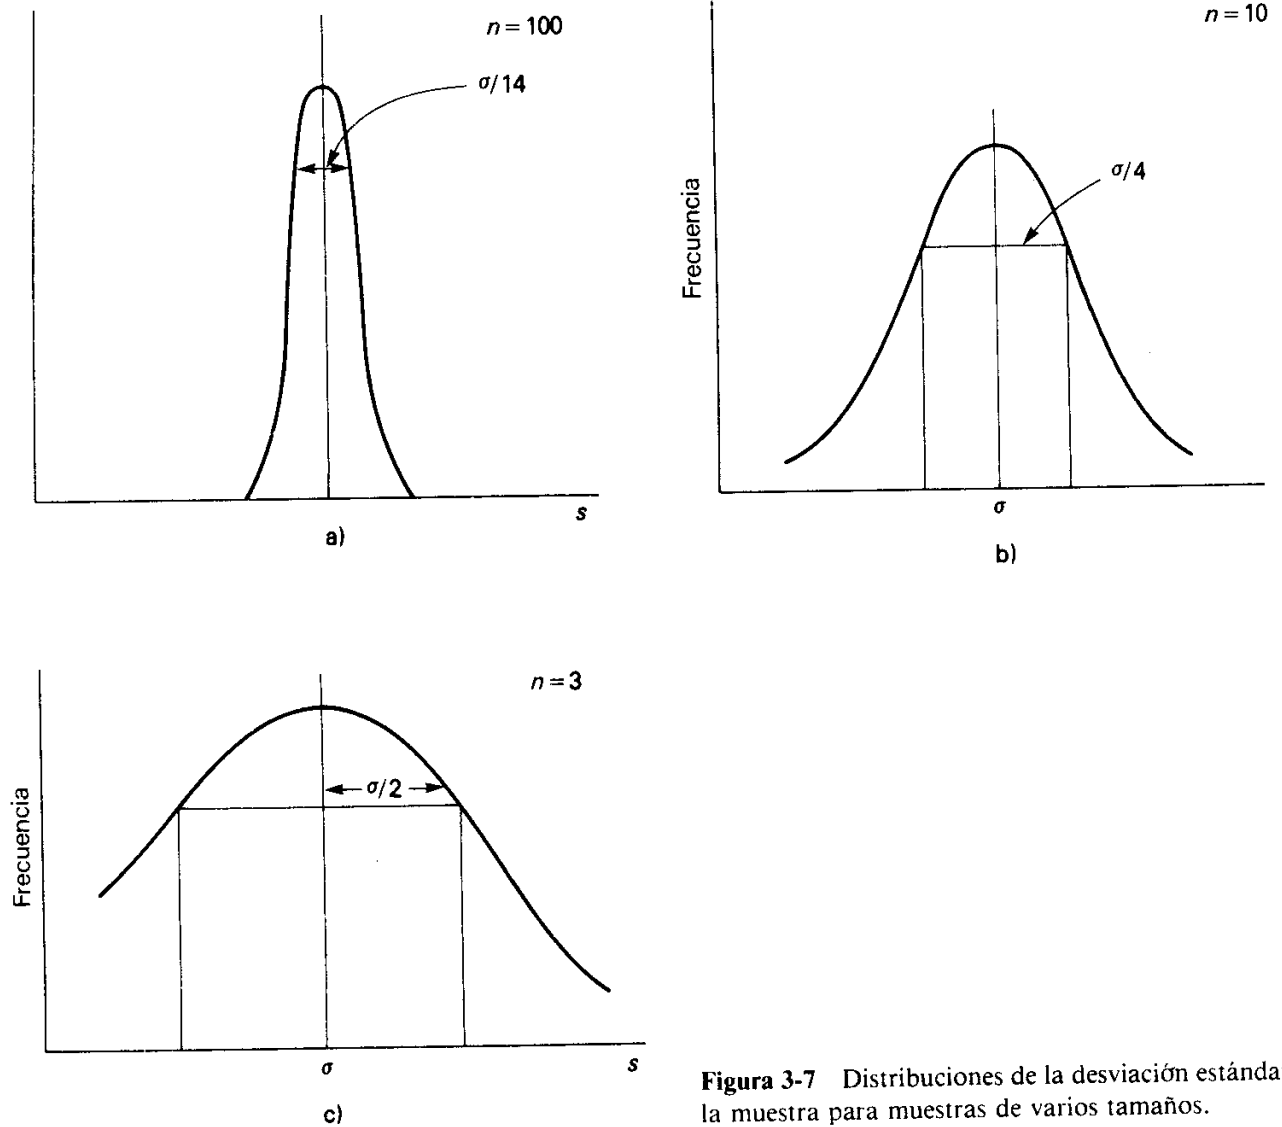 n = 100
σ/14
s
a)
n = 10
σ/4
Frecuencia
σ
b)
n = 3
σ/2
Frecuencia
σ
s
c)
Figura 3-7 Distribuciones de la desviación estánda
la muestra para muestras de varios tamaños.